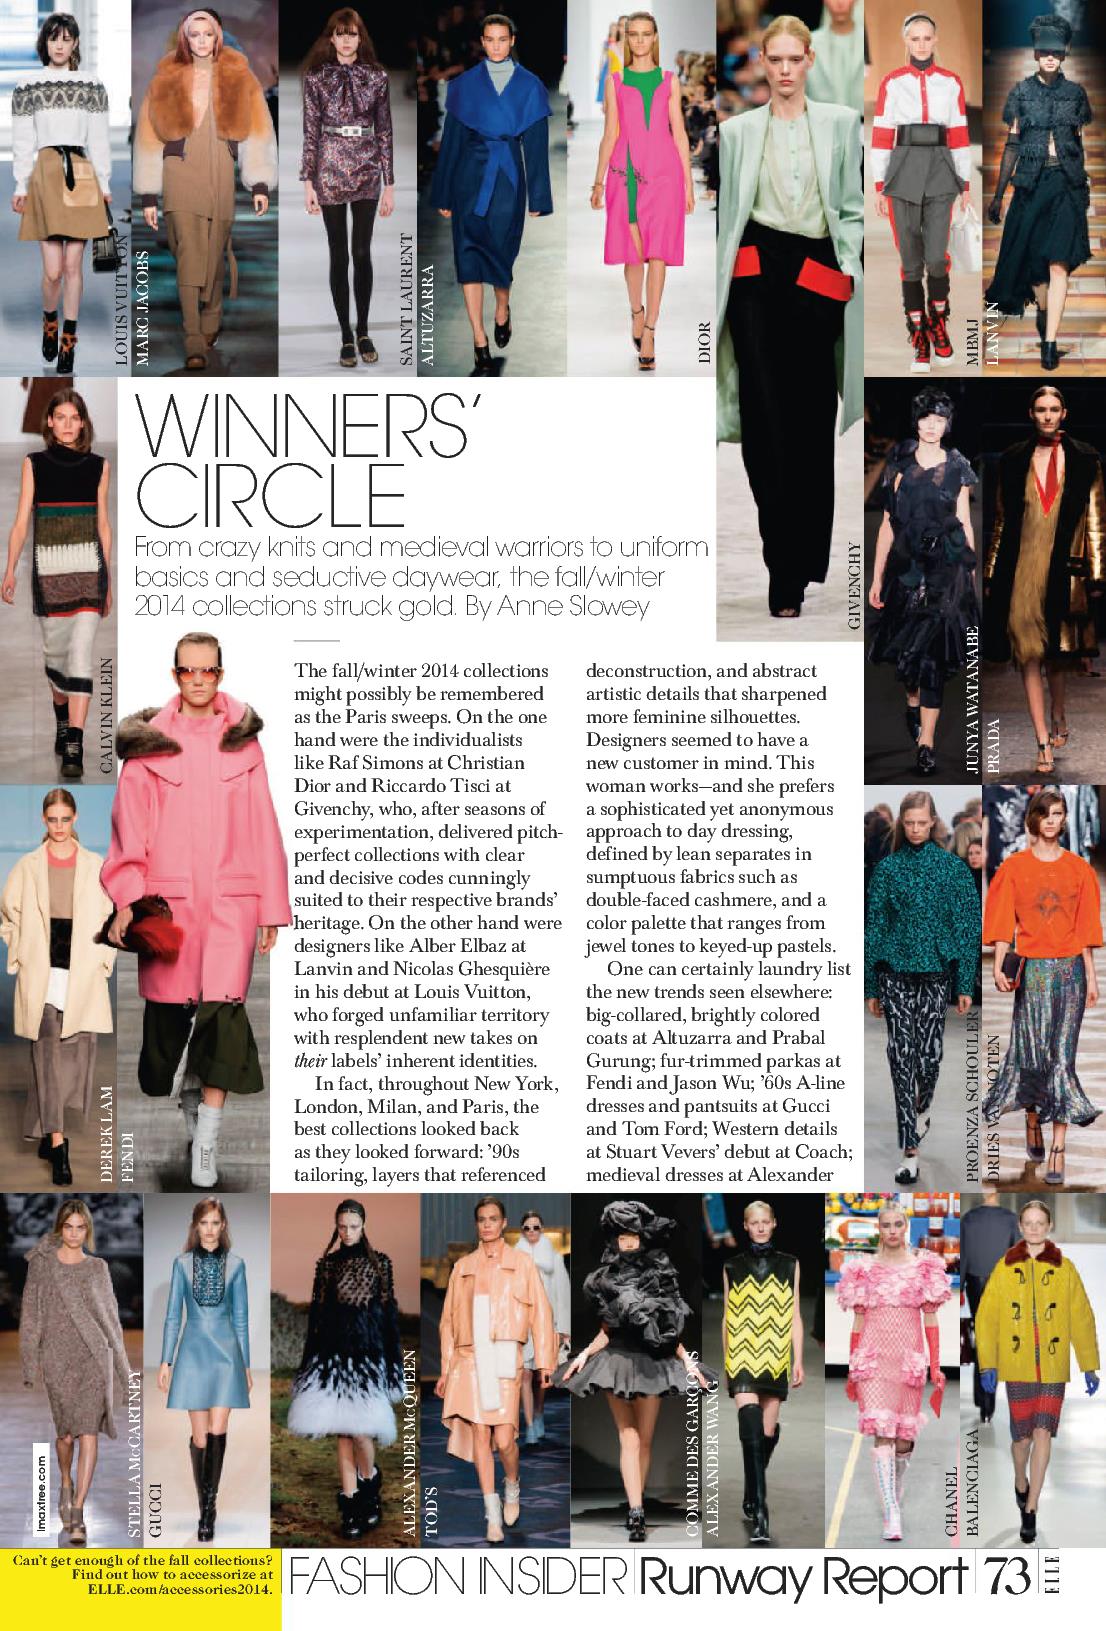 LOUIS VUITTON
MARC JACOBS
SAINT LAURENT
ALTUZARRA
DIOR
GIVENCHY
MBMJ
LANVIN
WINNERS'
CIRCLE
From crazy knits and medieval warriors to uniform
basics and seductive daywear, the fall/winter
2014 collections struck gold. By Anne Slowey
CALVIN KLEIN
JUNYA WATANABE
PRADA
DEREK LAM
FENDI
The fall/winter 2014 collections
might possibly be remembered
as the Paris sweeps. On the one
hand were the individualists
like Raf Simons at Christian
Dior and Riccardo Tisci at
Givenchy, who, after seasons of
experimentation, delivered pitch-
perfect collections with clear
and decisive codes cunningly
suited to their respective brands'
heritage. On the other hand were
designers like Alber Elbaz at
Lanvin and Nicolas Ghesquière
in his debut at Louis Vuitton,
who forged unfamiliar territory
with resplendent new takes on
their labels' inherent identities.
In fact, throughout New York,
London, Milan, and Paris, the
best collections looked back
as they looked forward: '90s
tailoring, layers that referenced
deconstruction, and abstract
artistic details that sharpened
more feminine silhouettes.
Designers seemed to have a
new customer in mind. This
woman works—and she prefers
a sophisticated yet anonymous
approach to day dressing,
defined by lean separates in
sumptuous fabrics such as
double-faced cashmere, and a
color palette that ranges from
jewel tones to keyed-up pastels.
One can certainly laundry list
the new trends seen elsewhere:
big-collared, brightly colored
coats at Altuzarra and Prabal
Gurung; fur-trimmed parkas at
Fendi and Jason Wu; '60s A-line
dresses and pantsuits at Gucci
and Tom Ford; Western details
at Stuart Vevers' debut at Coach;
medieval dresses at Alexander
PROENZA SCHOULER
DRIES VAN NOTEN
STELLA McCARTNEY
GUCCI
ALEXANDER McQUEEN
TOD'S
COMME DES GARÇONS
ALEXANDER WANG
CHANEL
BALENCIAGA
Imaxtree.com
Can't get enough of the fall collections?
Find out how to accessorize at
ELLE.com/accessories2014.
FASHION INSIDER Runway Report 73 ELLE